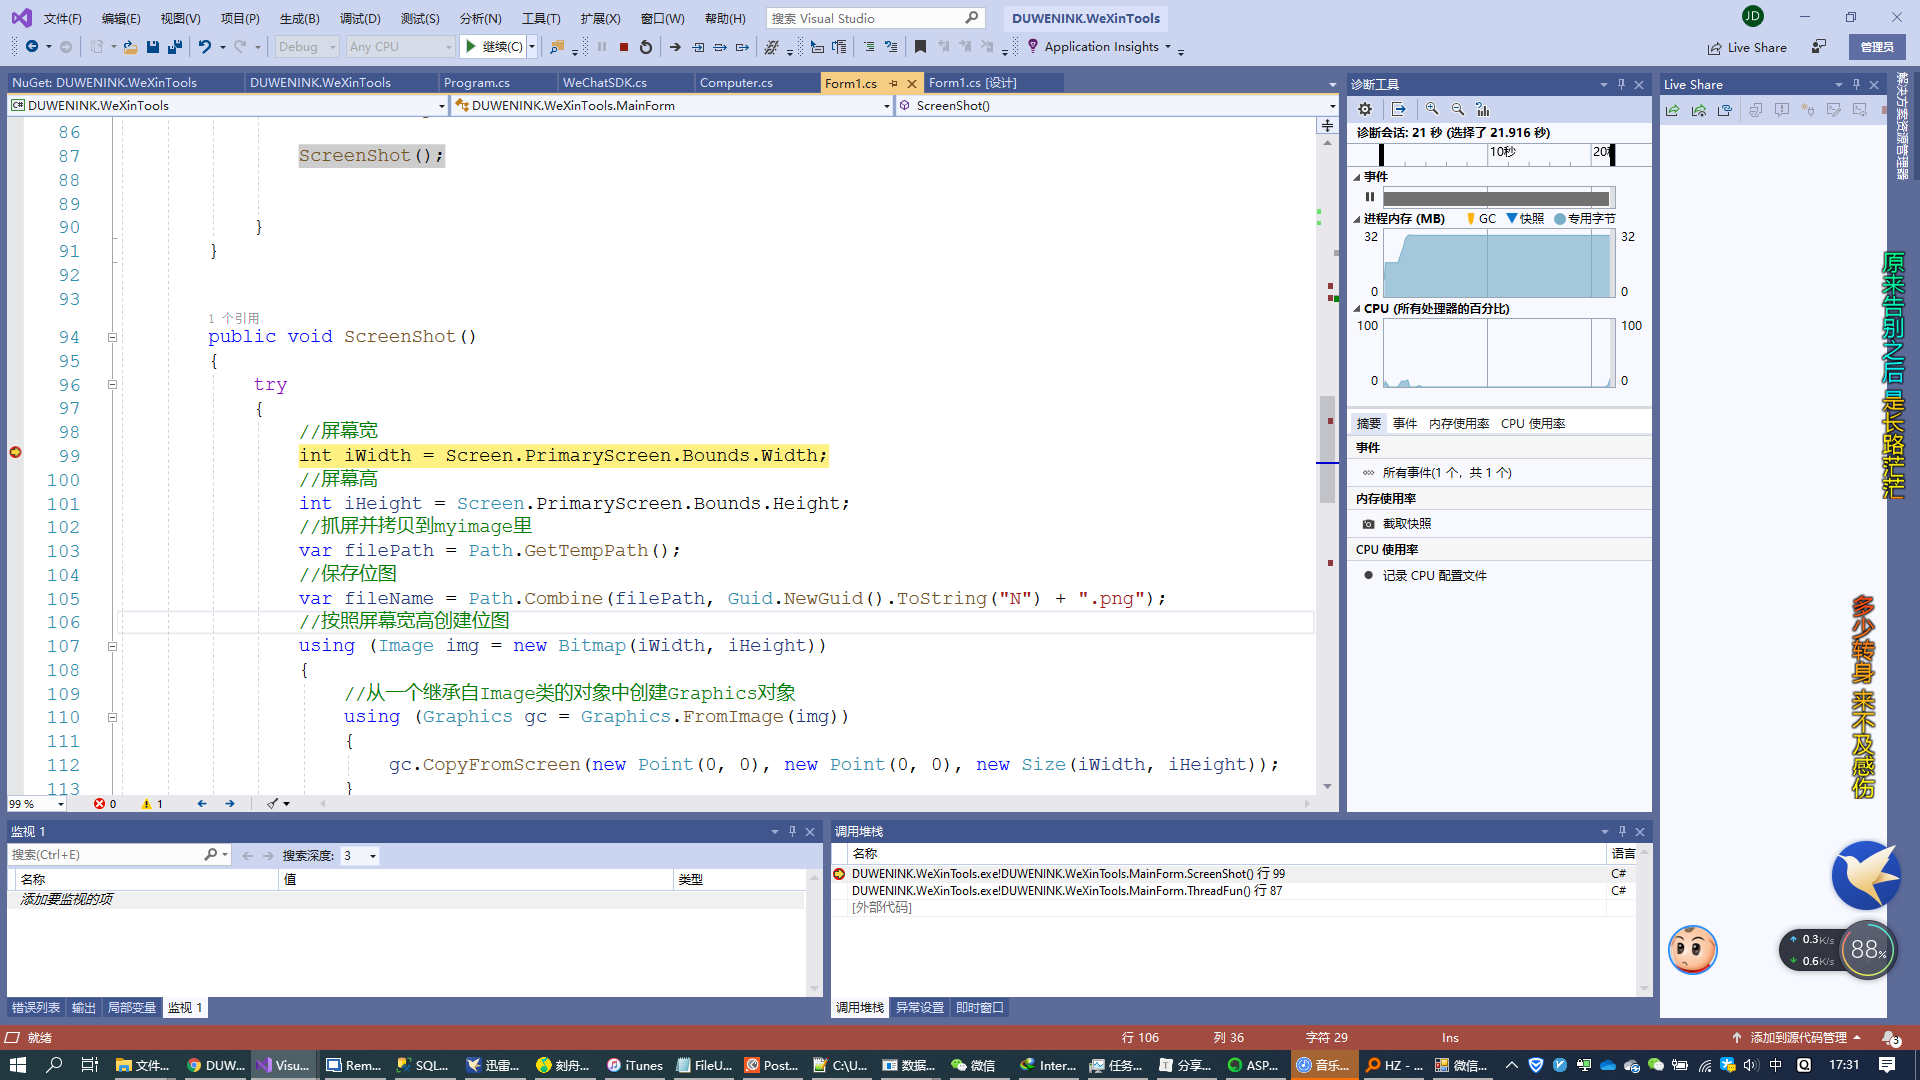 文件(F) 编辑(E) 视图(V) 项目(P) 生成(B) 调试(D) 测试(S) 分析(N) 工具(T) 扩展(X) 窗口(W) 帮助(H) 搜索 Visual Studio DUWENINK.WeXinTools JD
Debug Any CPU 继续(C) Application Insights Live Share 管理员
NuGet: DUWENINK.WeXinTools DUWENINK.WeXinTools Program.cs WeChatSDK.cs Computer.cs Form1.cs Form1.cs [设计]
C# DUWENINK.WeXinTools DUWENINK.WeXinTools.MainForm ScreenShot()
86
87 ScreenShot();
88
89
90 }
91 }
92
93
1 个引用
94 public void ScreenShot()
95 {
96 try
97 {
98 //屏幕宽
99 int iWidth = Screen.PrimaryScreen.Bounds.Width;
100 //屏幕高
101 int iHeight = Screen.PrimaryScreen.Bounds.Height;
102 //抓屏并拷贝到myimage里
103 var filePath = Path.GetTempPath();
104 //保存位图
105 var fileName = Path.Combine(filePath, Guid.NewGuid().ToString("N") + ".png");
106 //按照屏幕宽高创建位图
107 using (Image img = new Bitmap(iWidth, iHeight))
108 {
109 //从一个继承自Image类的对象中创建Graphics对象
110 using (Graphics gc = Graphics.FromImage(img))
111 {
112 gc.CopyFromScreen(new Point(0, 0), new Point(0, 0), new Size(iWidth, iHeight));
113 }
99 % 0 1
诊断工具
诊断会话: 21 秒 (选择了 21.916 秒)
10秒
事件
进程内存 (MB) GC 快照 专用字节
32 32
0 0
CPU (所有处理器的百分比)
100 100
0 0
摘要 事件 内存使用率 CPU 使用率
事件
所有事件(1 个，共 1 个)
内存使用率
截取快照
CPU 使用率
记录 CPU 配置文件
Live Share
解决方案资源管理器
原来告别之后 是长路茫茫
多少转身 来不及感伤
0.3K/s
0.6K/s
88%
监视 1
搜索(Ctrl+E) 搜索深度: 3
名称 值 类型
添加要监视的项
错误列表 输出 局部变量 监视 1
调用堆栈
名称 语言
DUWENINK.WeXinTools.exe!DUWENINK.WeXinTools.MainForm.ScreenShot() 行 99 C#
DUWENINK.WeXinTools.exe!DUWENINK.WeXinTools.MainForm.ThreadFun() 行 87 C#
[外部代码]
调用堆栈 异常设置 即时窗口
就绪 行 106 列 36 字符 29 Ins 添加到源代码管理 3
文件... DUW... Visu... Rem... SQL... 迅雷... 刻舟... iTunes FileU... Post... C:\U... 数据... 微信 Inter... 任务... 分享... ASP... 音乐... HZ - ... 微信... 中 17:31